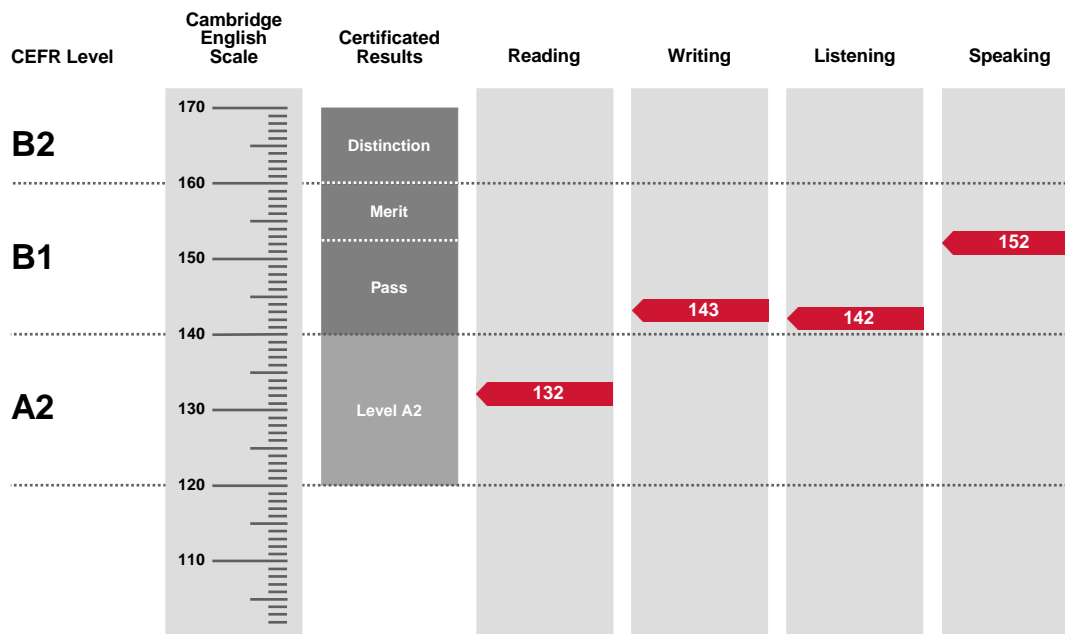 CEFR Level
Cambridge
English
Scale
Certificated
Results
Reading
Writing
Listening
Speaking
170
B2
Distinction
160
Merit
B1
150
152
Pass
143
142
140
A2
130
Level A2
132
120
110